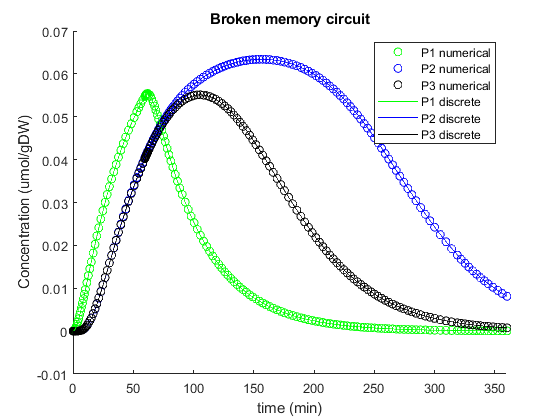 Broken memory circuit
0.07
0.06
0.05
0.04
0.03
0.02
0.01
0
-0.01
Concentration (umol/gDW)
P1 numerical
P2 numerical
P3 numerical
P1 discrete
P2 discrete
P3 discrete
0 50 100 150 200 250 300 350
time (min)